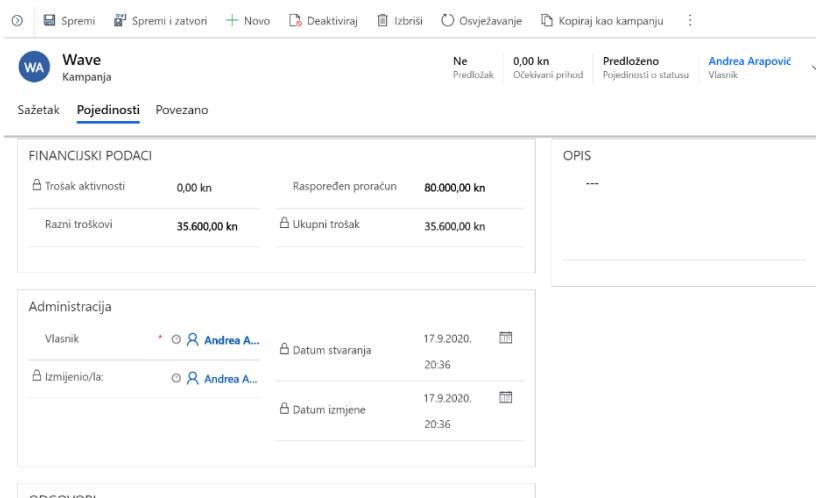 Spremi Spremi i zatvori Novo Deaktiviraj Izbriši Osvježavanje Kopiraj kao kampanju
WA
Wave
Kampanja
Ne
Predložak
0,00 kn
Očekivani prihod
Predloženo
Pojedinosti o statusu
Andrea Arapović
Vlasnik
Sažetak Pojedinosti Povezano
FINANCIJSKI PODACI
Trošak aktivnosti 0,00 kn Raspoređen proračun 80.000,00 kn
Razni troškovi 35.600,00 kn Ukupni trošak 35.600,00 kn
OPIS
---
Administracija
Vlasnik * Andrea A...
Izmijenio/la: Andrea A...
Datum stvaranja 17.9.2020.
20:36
Datum izmjene 17.9.2020.
20:36
ODGOVORI